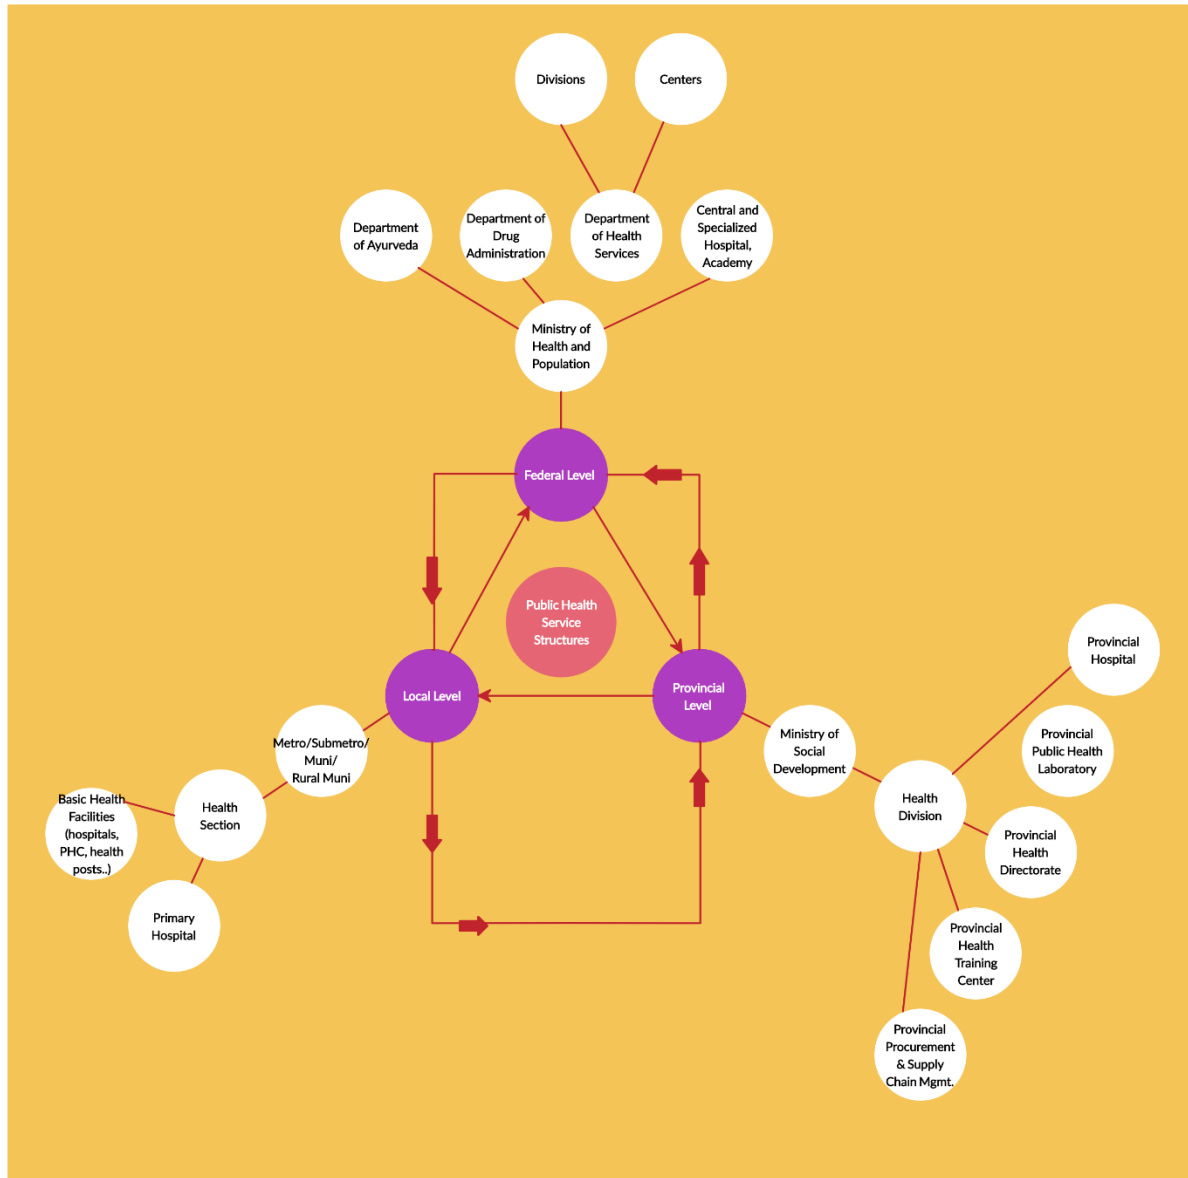 Divisions
Centers
Department
of Ayurveda
Department of
Drug
Administration
Department
of Health
Services
Central and
Specialized
Hospital,
Academy
Ministry of
Health and
Population
Federal Level
Public Health
Service
Structures
Local Level
Provincial
Level
Metro/Submetro/
Muni/
Rural Muni
Health
Section
Basic Health
Facilities
(hospitals,
PHC, health
posts..)
Primary
Hospital
Ministry of
Social
Development
Health
Division
Provincial
Hospital
Provincial
Public Health
Laboratory
Provincial
Health
Directorate
Provincial
Health
Training
Center
Provincial
Procurement
& Supply
Chain Mgmt.